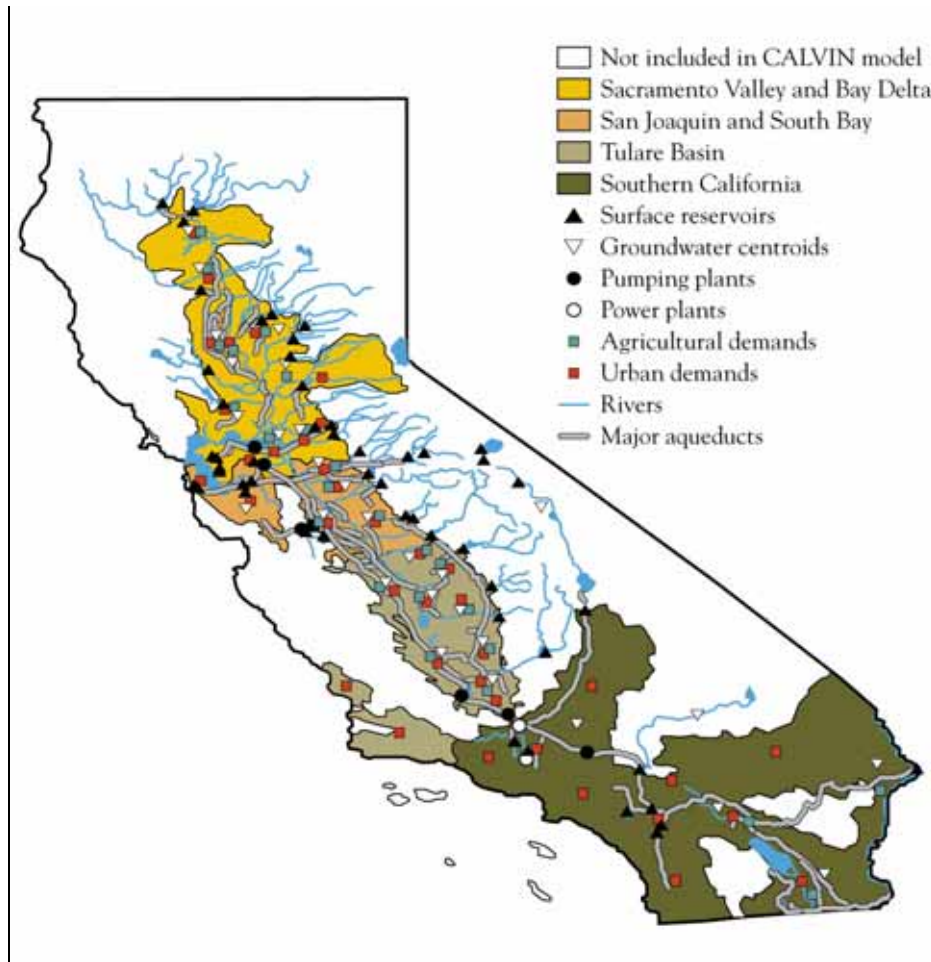 Not included in CALVIN model
Sacramento Valley and Bay Delta
San Joaquin and South Bay
Tulare Basin
Southern California
Surface reservoirs
Groundwater centroids
Pumping plants
Power plants
Agricultural demands
Urban demands
Rivers
Major aqueducts